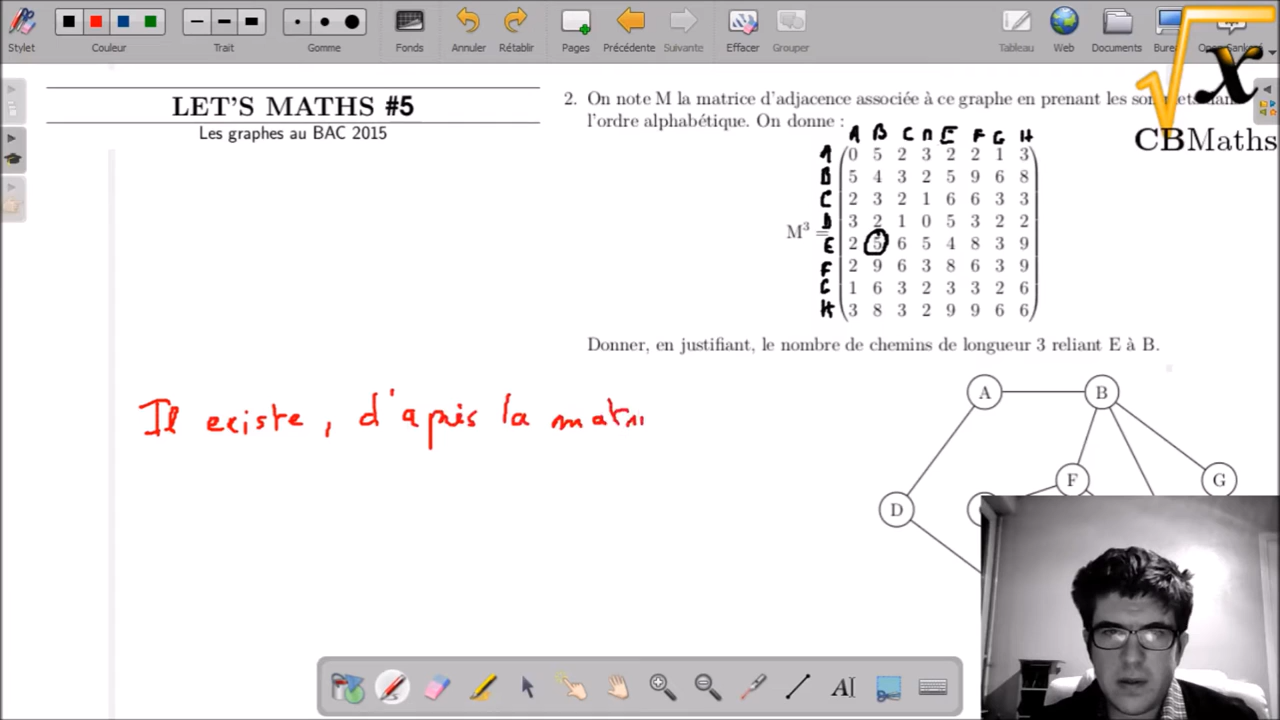 Stylet Couleur Trait Gomme Fonds Annuler Rétablir Pages Précédente Suivante Effacer Grouper Tableau Web Documents
CBMaths
LET'S MATHS #5
Les graphes au BAC 2015
2. On note M la matrice d'adjacence associée à ce graphe en prenant les
l'ordre alphabétique. On donne :
A B C D E F G H
A 0 5 2 3 2 2 1 3
B 5 4 3 2 5 9 6 8
C 2 3 2 1 6 6 3 3
D 3 2 1 0 5 3 2 2
M³ = E 2 5 6 5 4 8 3 9
F 2 9 6 3 8 6 3 9
G 1 6 3 2 3 3 2 6
H 3 8 3 2 9 9 6 6
Donner, en justifiant, le nombre de chemins de longueur 3 reliant E à B.
Il existe, d'après la matri
A B
F G
D
AI